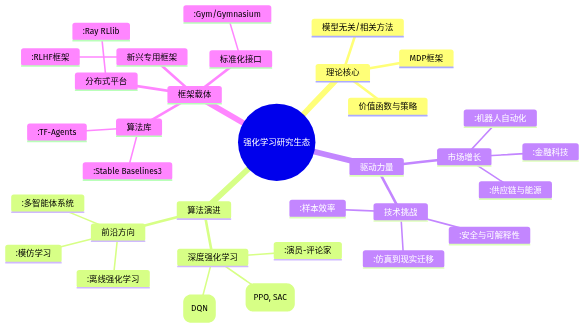 :Gym/Gymnasium
:Ray RLlib
模型无关/相关方法
:RLHF框架
新兴专用框架
标准化接口
MDP框架
理论核心
分布式平台
框架载体
价值函数与策略
:机器人自动化
:TF-Agents
算法库
强化学习研究生态
市场增长
:金融科技
驱动力量
:Stable Baselines3
:供应链与能源
:多智能体系统
算法演进
:样本效率
技术挑战
前沿方向
:安全与可解释性
:模仿学习
深度强化学习
:演员-评论家
:仿真到现实迁移
:离线强化学习
DQN
PPO, SAC